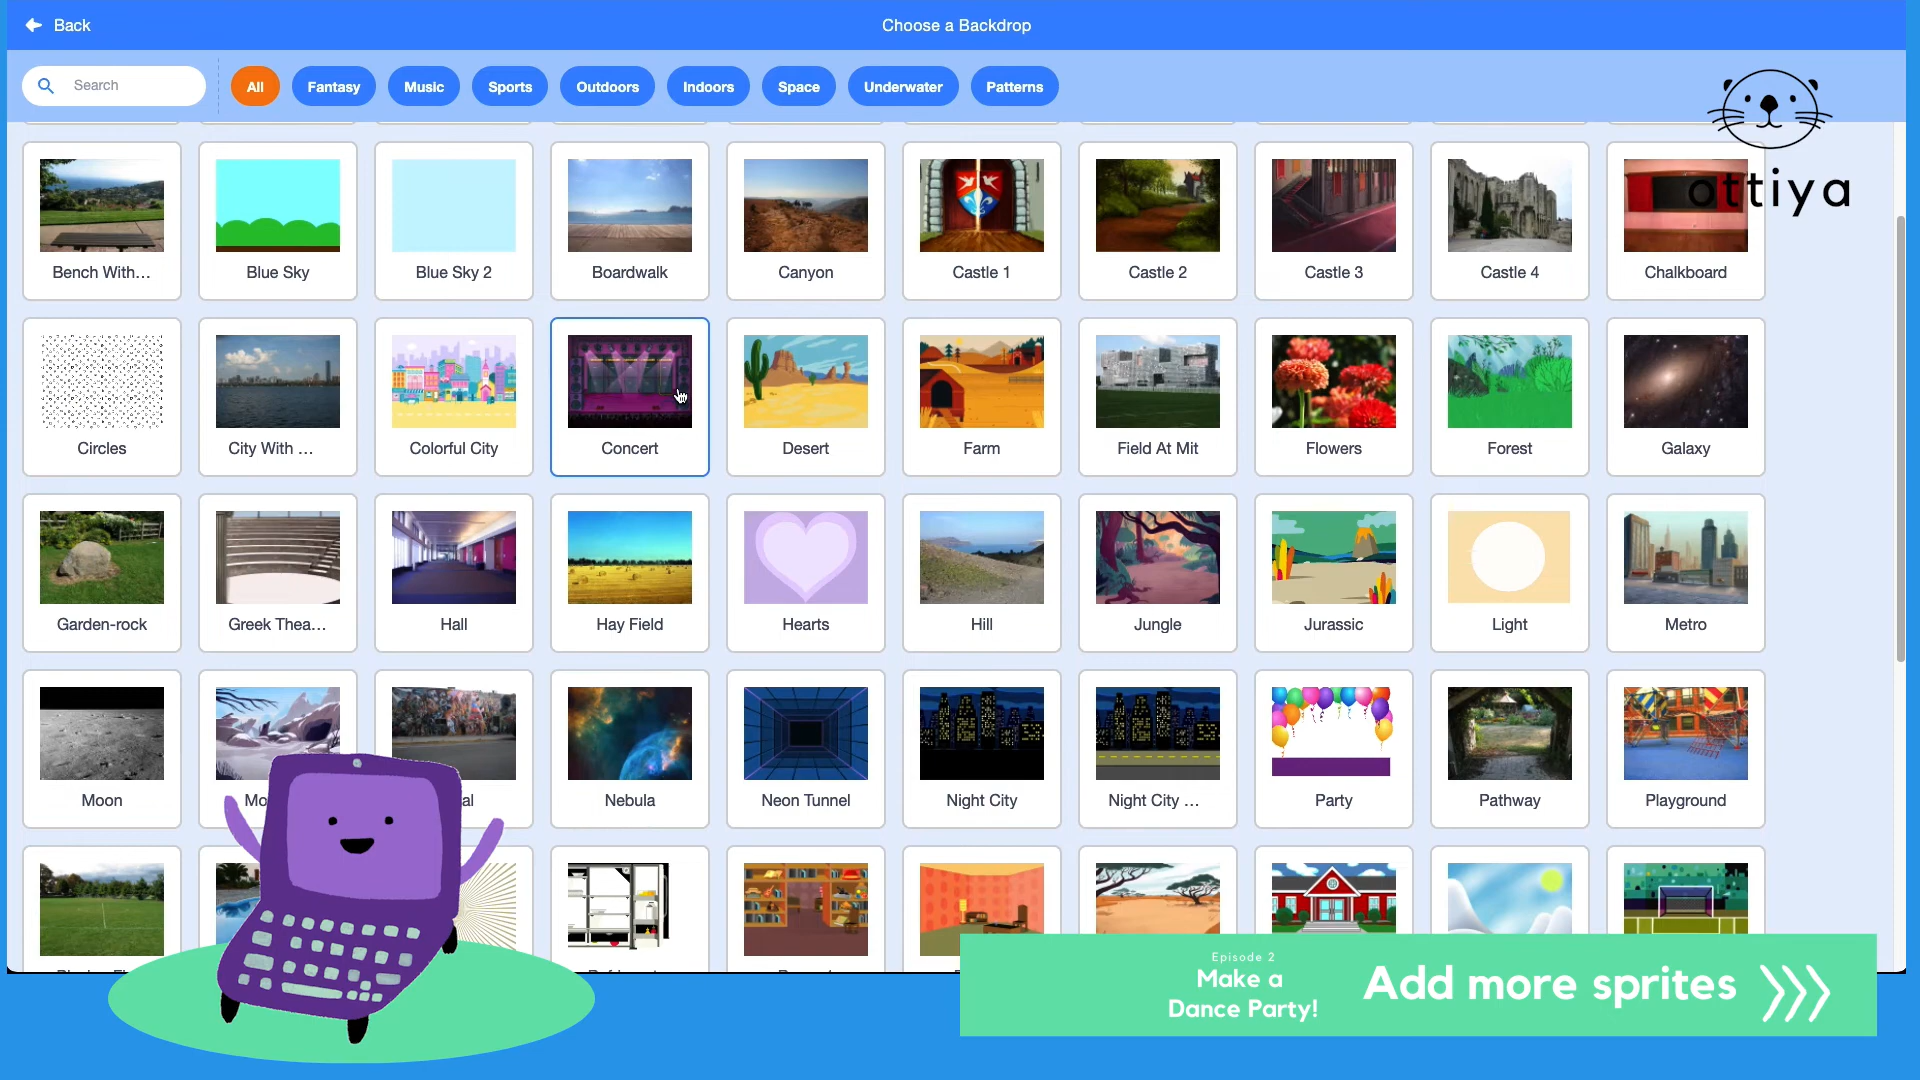 Back
Choose a Backdrop
Search
All
Fantasy
Music
Sports
Outdoors
Indoors
Space
Underwater
Patterns
ottiya
Bench With...
Blue Sky
Blue Sky 2
Boardwalk
Canyon
Castle 1
Castle 2
Castle 3
Castle 4
Chalkboard
Circles
City With ...
Colorful City
Concert
Desert
Farm
Field At Mit
Flowers
Forest
Galaxy
Garden-rock
Greek Thea...
Hall
Hay Field
Hearts
Hill
Jungle
Jurassic
Light
Metro
Moon
Mo
al
Nebula
Neon Tunnel
Night City
Night City ...
Party
Pathway
Playground
Episode 2
Make a
Dance Party!
Add more sprites